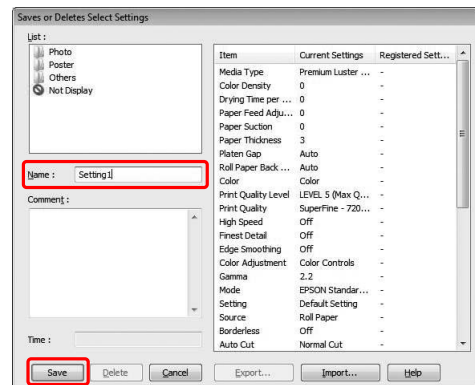 Saves or Deletes Select Settings
List :
Photo
Poster
Others
Not Display
Name : Setting1
Comment:
Time :
Item Current Settings Registered Sett...
Media Type Premium Luster ... -
Color Density 0 -
Drying Time per ... 0 -
Paper Feed Adju... 0 -
Paper Suction 0 -
Paper Thickness 3 -
Platen Gap Auto -
Roll Paper Back ... Auto -
Color Color -
Print Quality Level LEVEL 5 (Max Q... -
Print Quality SuperFine - 720... -
High Speed Off -
Finest Detail Off -
Edge Smoothing Off -
Color Adjustment Color Controls -
Gamma 2.2 -
Mode EPSON Standar... -
Setting Default Setting -
Source Roll Paper -
Borderless Off -
Auto Cut Normal Cut -
Save Delete Cancel Export... Import... Help